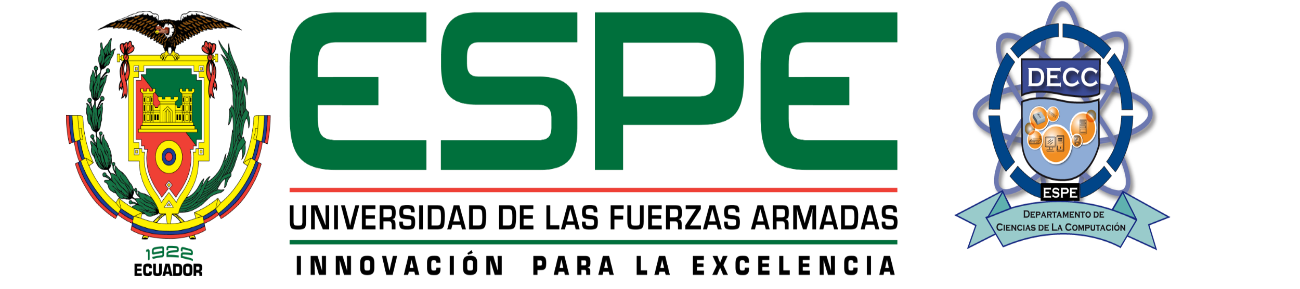 1922
ECUADOR
ESPE
UNIVERSIDAD DE LAS FUERZAS ARMADAS
INNOVACIÓN PARA LA EXCELENCIA
DECC
ESPE
DEPARTAMENTO DE
CIENCIAS DE LA COMPUTACIÓN